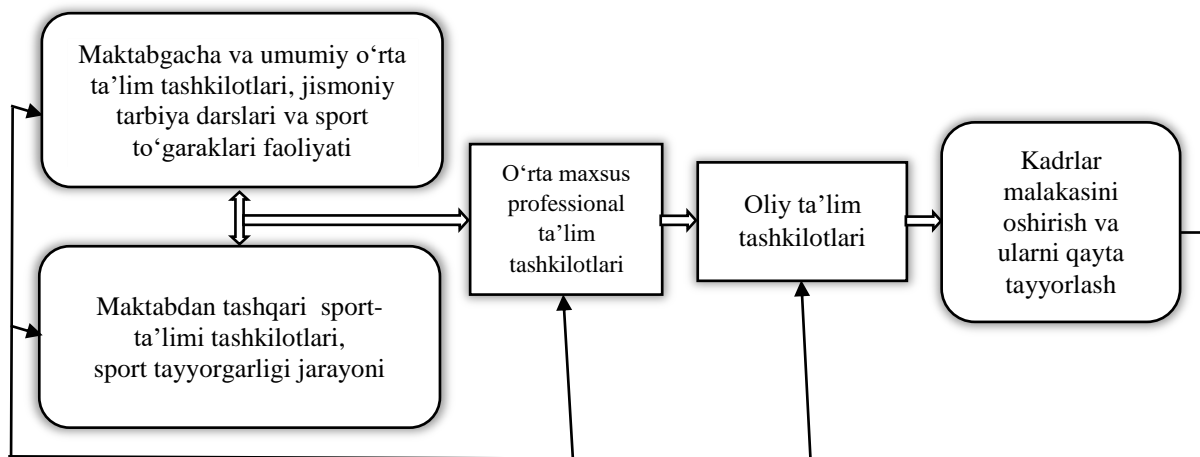 Maktabgacha va umumiy o‘rta
ta’lim tashkilotlari, jismoniy
tarbiya darslari va sport
to‘garaklari faoliyati
Maktabdan tashqari sport-
ta’limi tashkilotlari,
sport tayyorgarligi jarayoni
O‘rta maxsus
professional
ta’lim
tashkilotlari
Oliy ta’lim
tashkilotlari
Kadrlar
malakasini
oshirish va
ularni qayta
tayyorlash